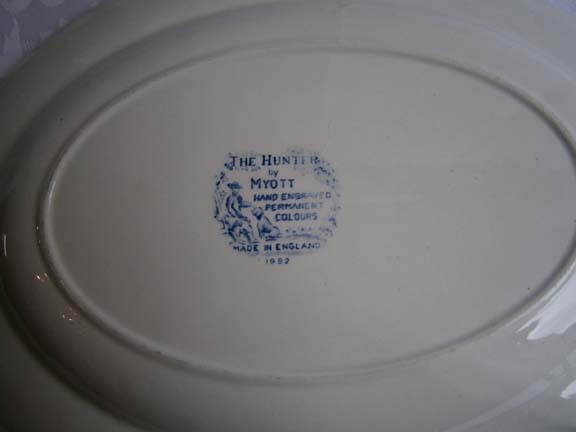 THE HUNTER
by
MYOTT
HAND ENGRAVED
PERMANENT
COLOURS
MADE IN ENGLAND
1982